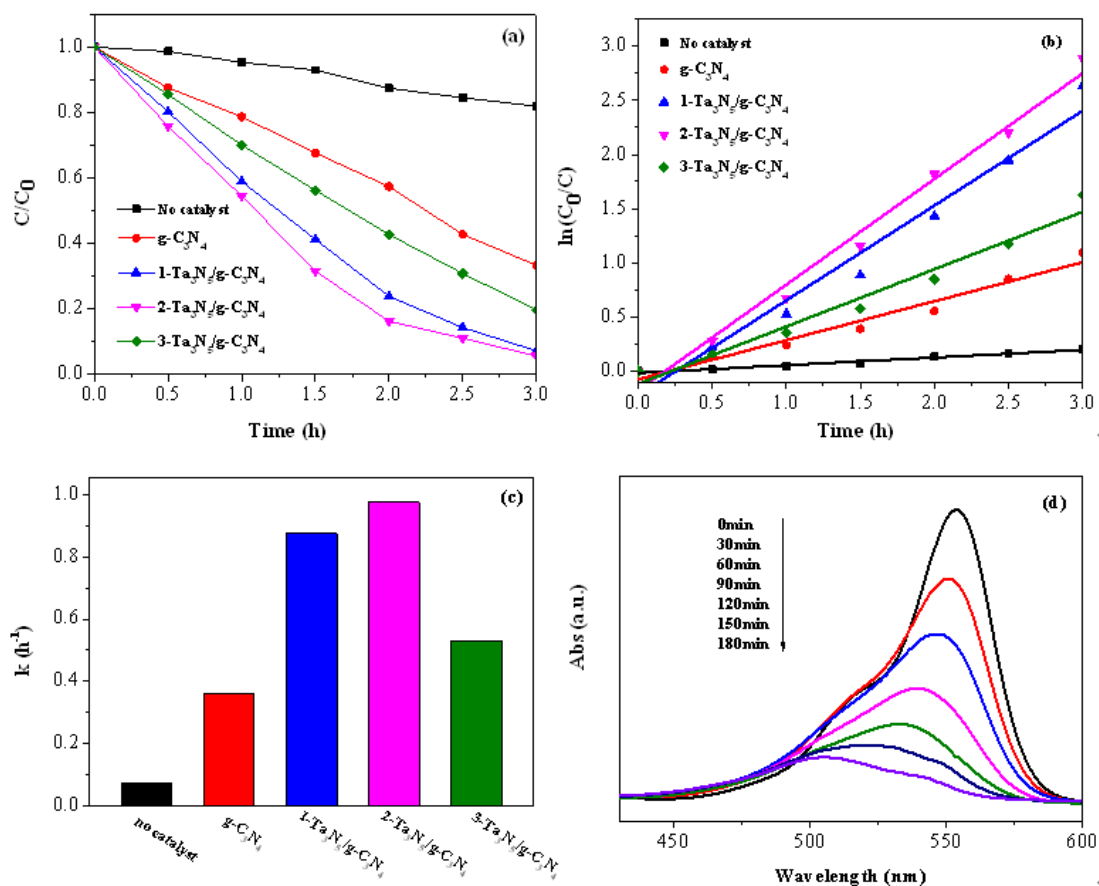 (a)
1.0
0.8
0.6
0.4
0.2
0.0
C/C₀
No catalyst
g-C₃N₄
1-Ta₃N₅/g-C₃N₄
2-Ta₃N₅/g-C₃N₄
3-Ta₃N₅/g-C₃N₄
0.0 0.5 1.0 1.5 2.0 2.5 3.0
Time (h)
(b)
3.0
2.5
2.0
1.5
1.0
0.5
0.0
ln(C₀/C)
No catalyst
g-C₃N₄
1-Ta₃N₅/g-C₃N₄
2-Ta₃N₅/g-C₃N₄
3-Ta₃N₅/g-C₃N₄
0.0 0.5 1.0 1.5 2.0 2.5 3.0
Time (h)
(c)
1.0
0.8
0.6
0.4
0.2
0.0
k (h⁻¹)
no catalyst
g-C₃N₄
1-Ta₃N₅/g-C₃N₄
2-Ta₃N₅/g-C₃N₄
3-Ta₃N₅/g-C₃N₄
(d)
Abs (a.u.)
0min
30min
60min
90min
120min
150min
180min
450 500 550 600
Wavelength (nm)